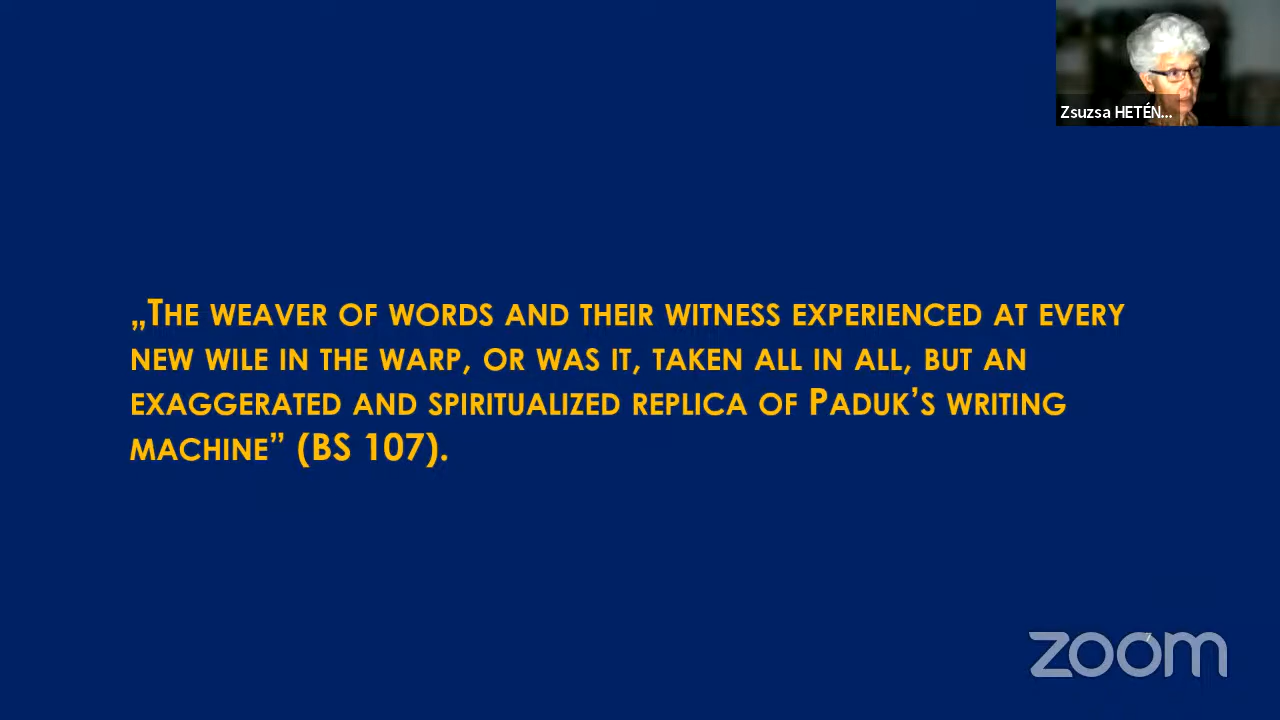 Zsuzsa HETÉN...
„The weaver of words and their witness experienced at every
new wile in the warp, or was it, taken all in all, but an
exaggerated and spiritualized replica of Paduk’s writing
machine” (BS 107).
7
zoom